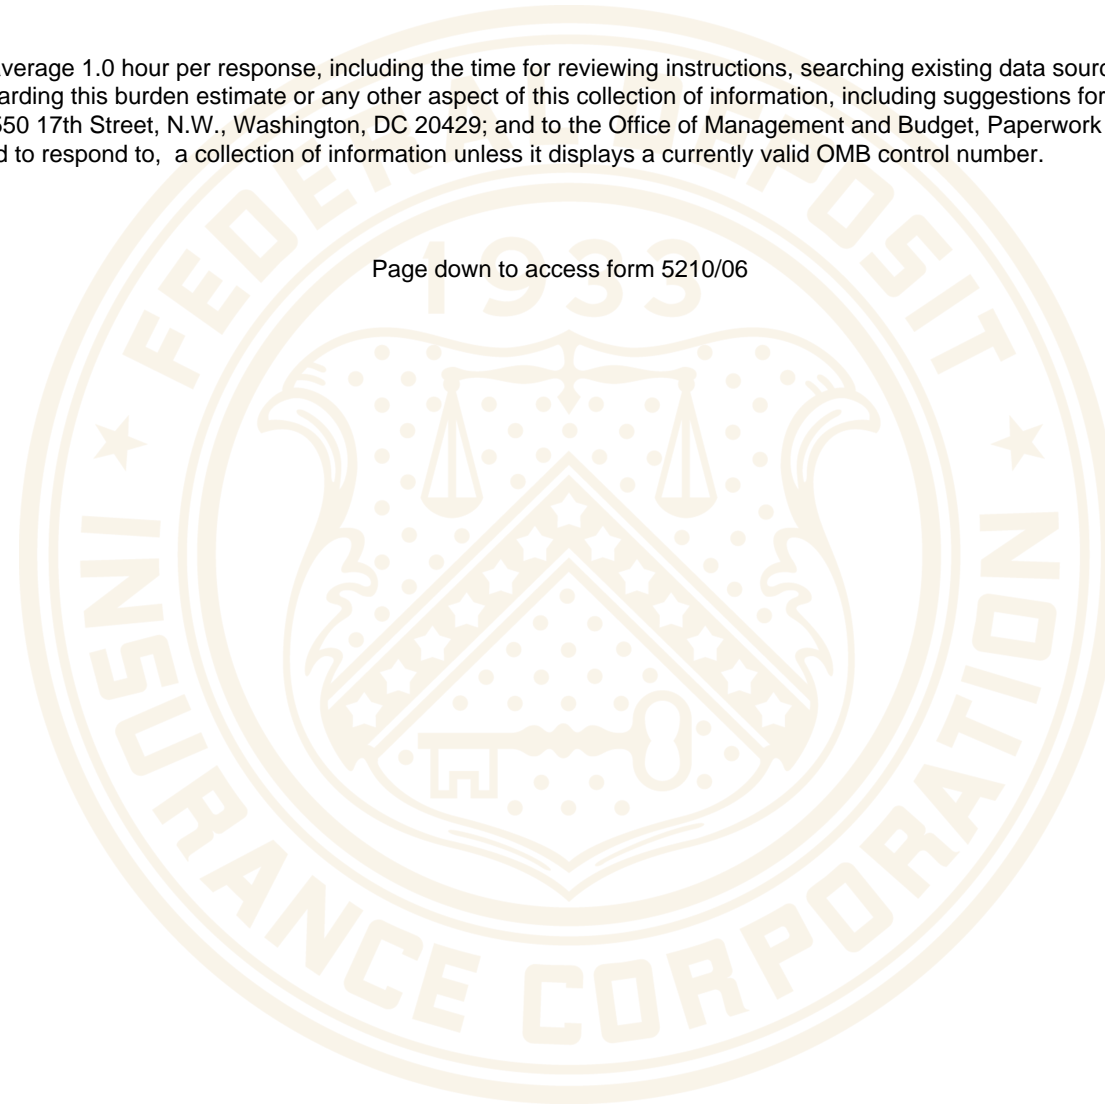 verage 1.0 hour per response, including the time for reviewing instructions, searching existing data sourc
arding this burden estimate or any other aspect of this collection of information, including suggestions for
550 17th Street, N.W., Washington, DC 20429; and to the Office of Management and Budget, Paperwork
d to respond to,  a collection of information unless it displays a currently valid OMB control number.
FEDERAL DEPOSIT
1933
Page down to access form 5210/06
INSURANCE CORPORATION